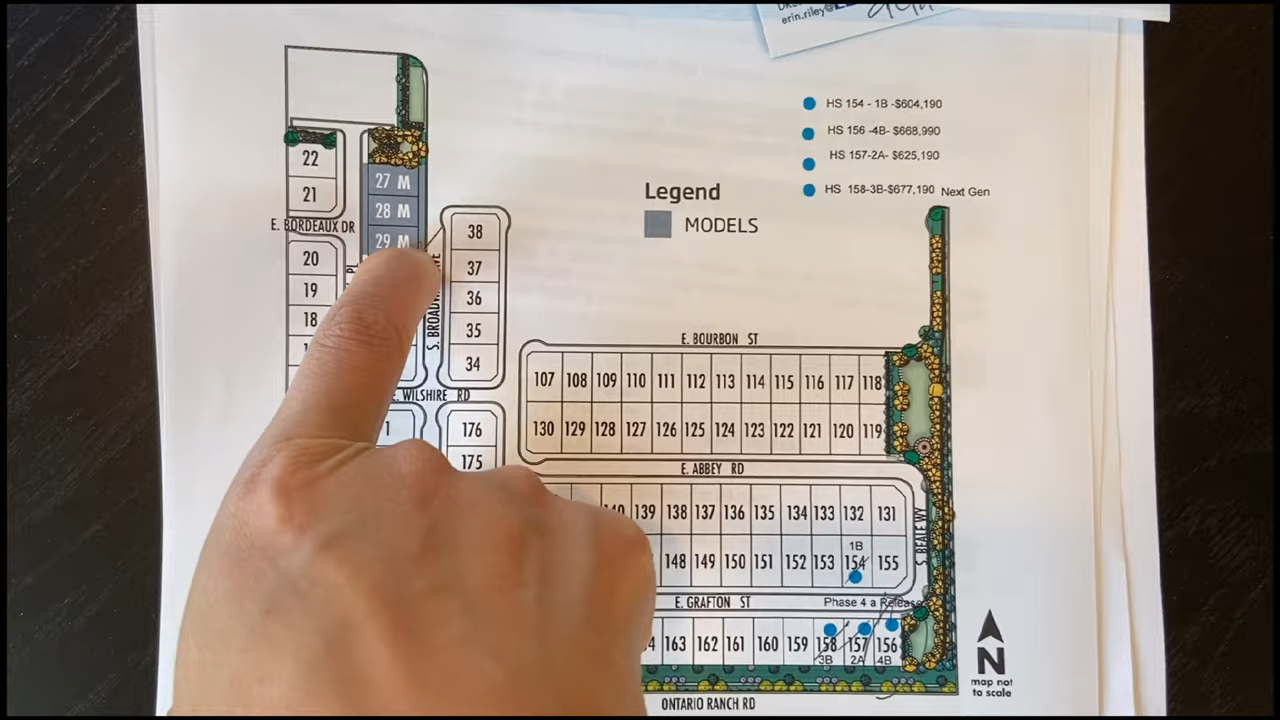 erin.riley@
HS 154 - 1B -$604,190
HS 156 -4B- $668,990
HS 157-2A- $625,190
HS 158-3B-$677,190 Next Gen
Legend
MODELS
22
27 M
21
28 M
E. BORDEAUX DR
29 M
38
20
37
19
36
18
35
34
S. BROADW
E. WILSHIRE RD
1
176
175
E. BOURBON ST
107 108 109 110 111 112 113 114 115 116 117 118
130 129 128 127 126 125 124 123 122 121 120 119
E. ABBEY RD
139 138 137 136 135 134 133 132 131
1B
148 149 150 151 152 153 154 155
S. BEALE WY
E. GRAFTON ST
Phase 4 a Release
163 162 161 160 159 158 157 156
3B 2A 4B
ONTARIO RANCH RD
N
map not
to scale